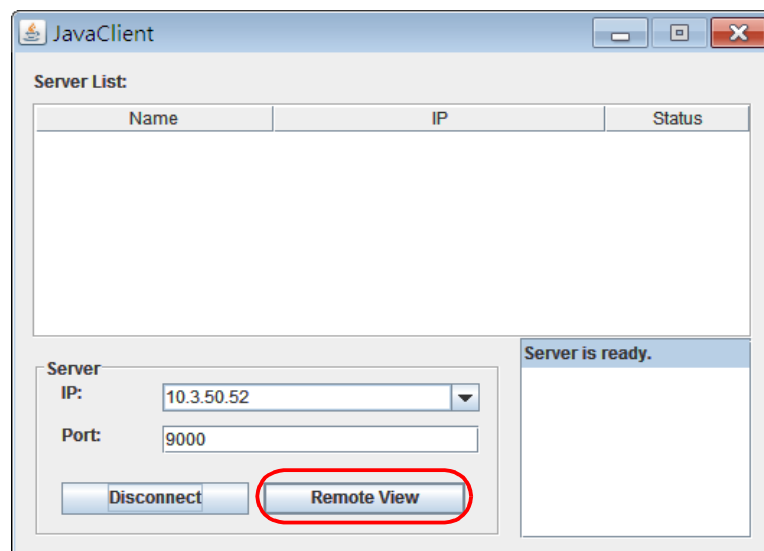 JavaClient
Server List:
Name IP Status
Server is ready.
Server
IP: 10.3.50.52
Port: 9000
Disconnect Remote View